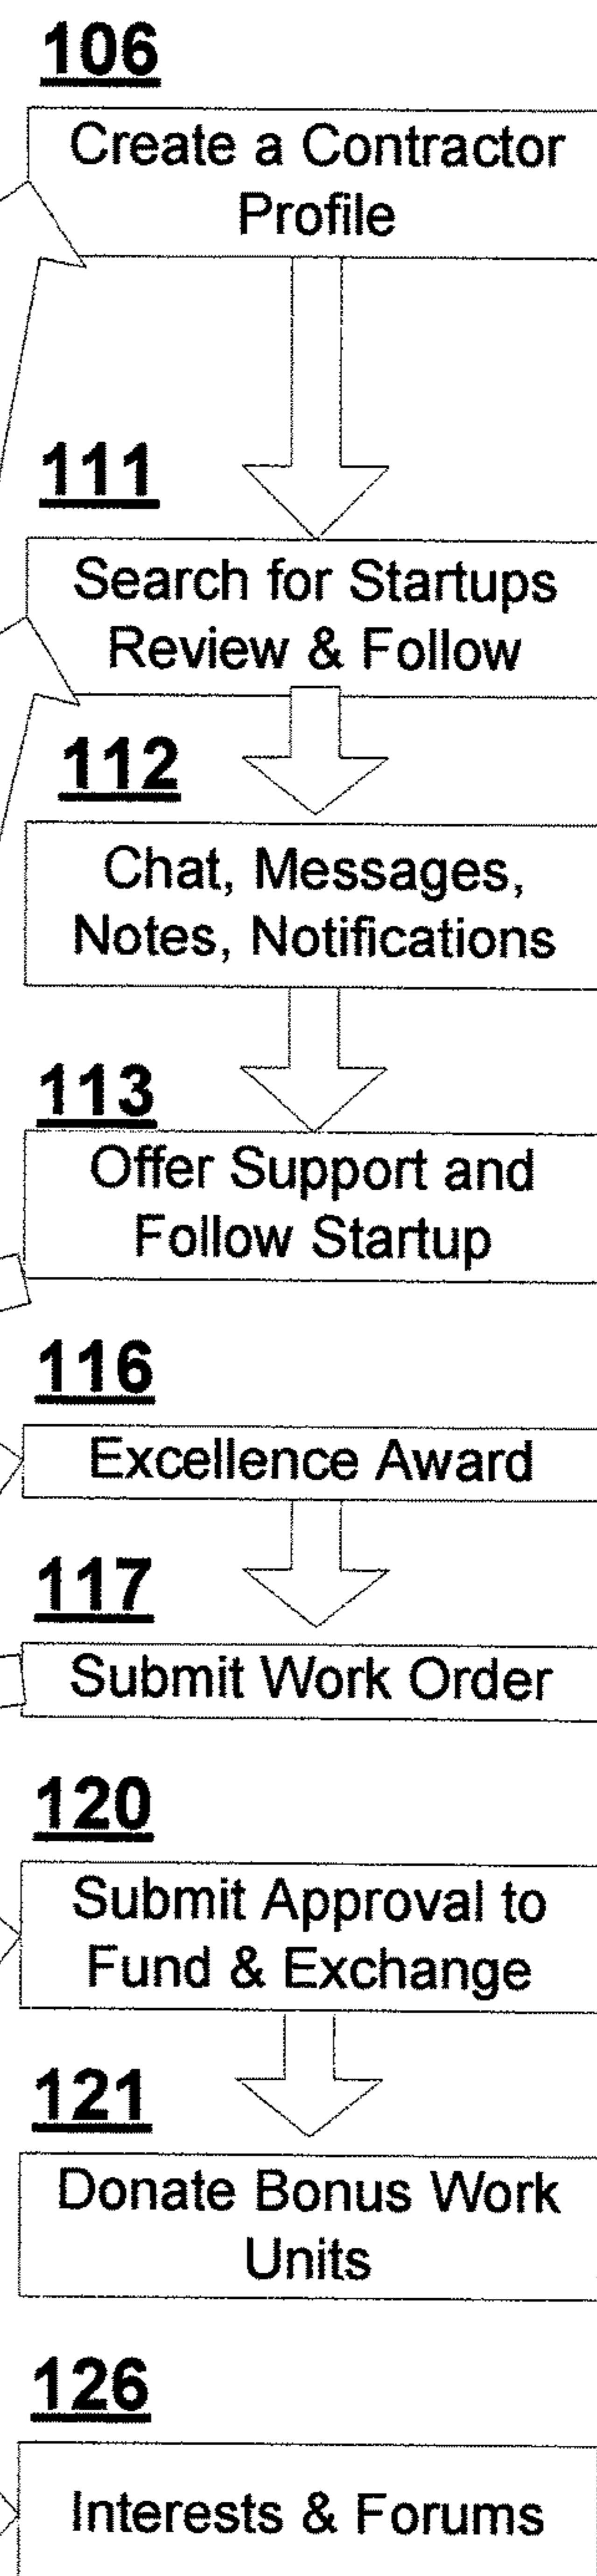 106
Create a Contractor
Profile
111
Search for Startups
Review & Follow
112
Chat, Messages,
Notes, Notifications
113
Offer Support and
Follow Startup
116
Excellence Award
117
Submit Work Order
120
Submit Approval to
Fund & Exchange
121
Donate Bonus Work
Units
126
Interests & Forums